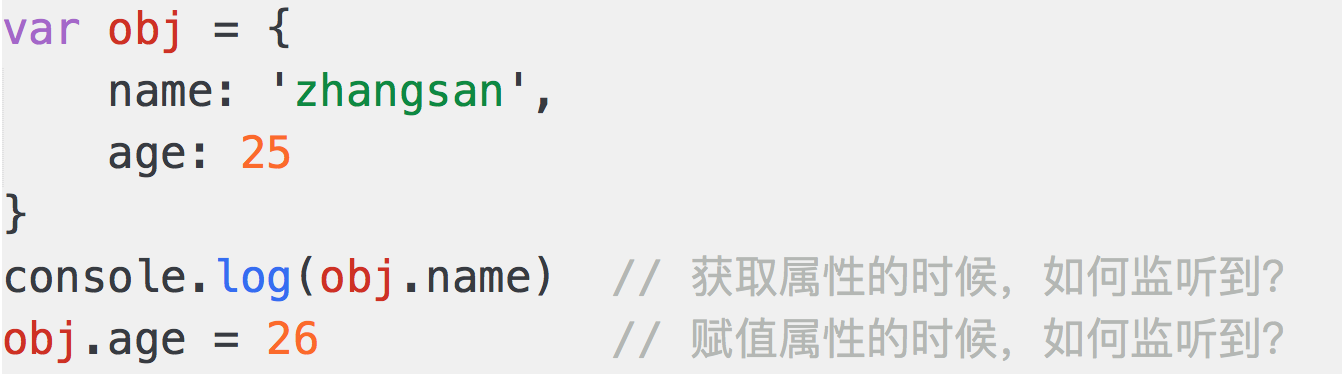 var obj = {
    name: 'zhangsan',
    age: 25
}
console.log(obj.name)  // 获取属性的时候，如何监听到?
obj.age = 26           // 赋值属性的时候，如何监听到?